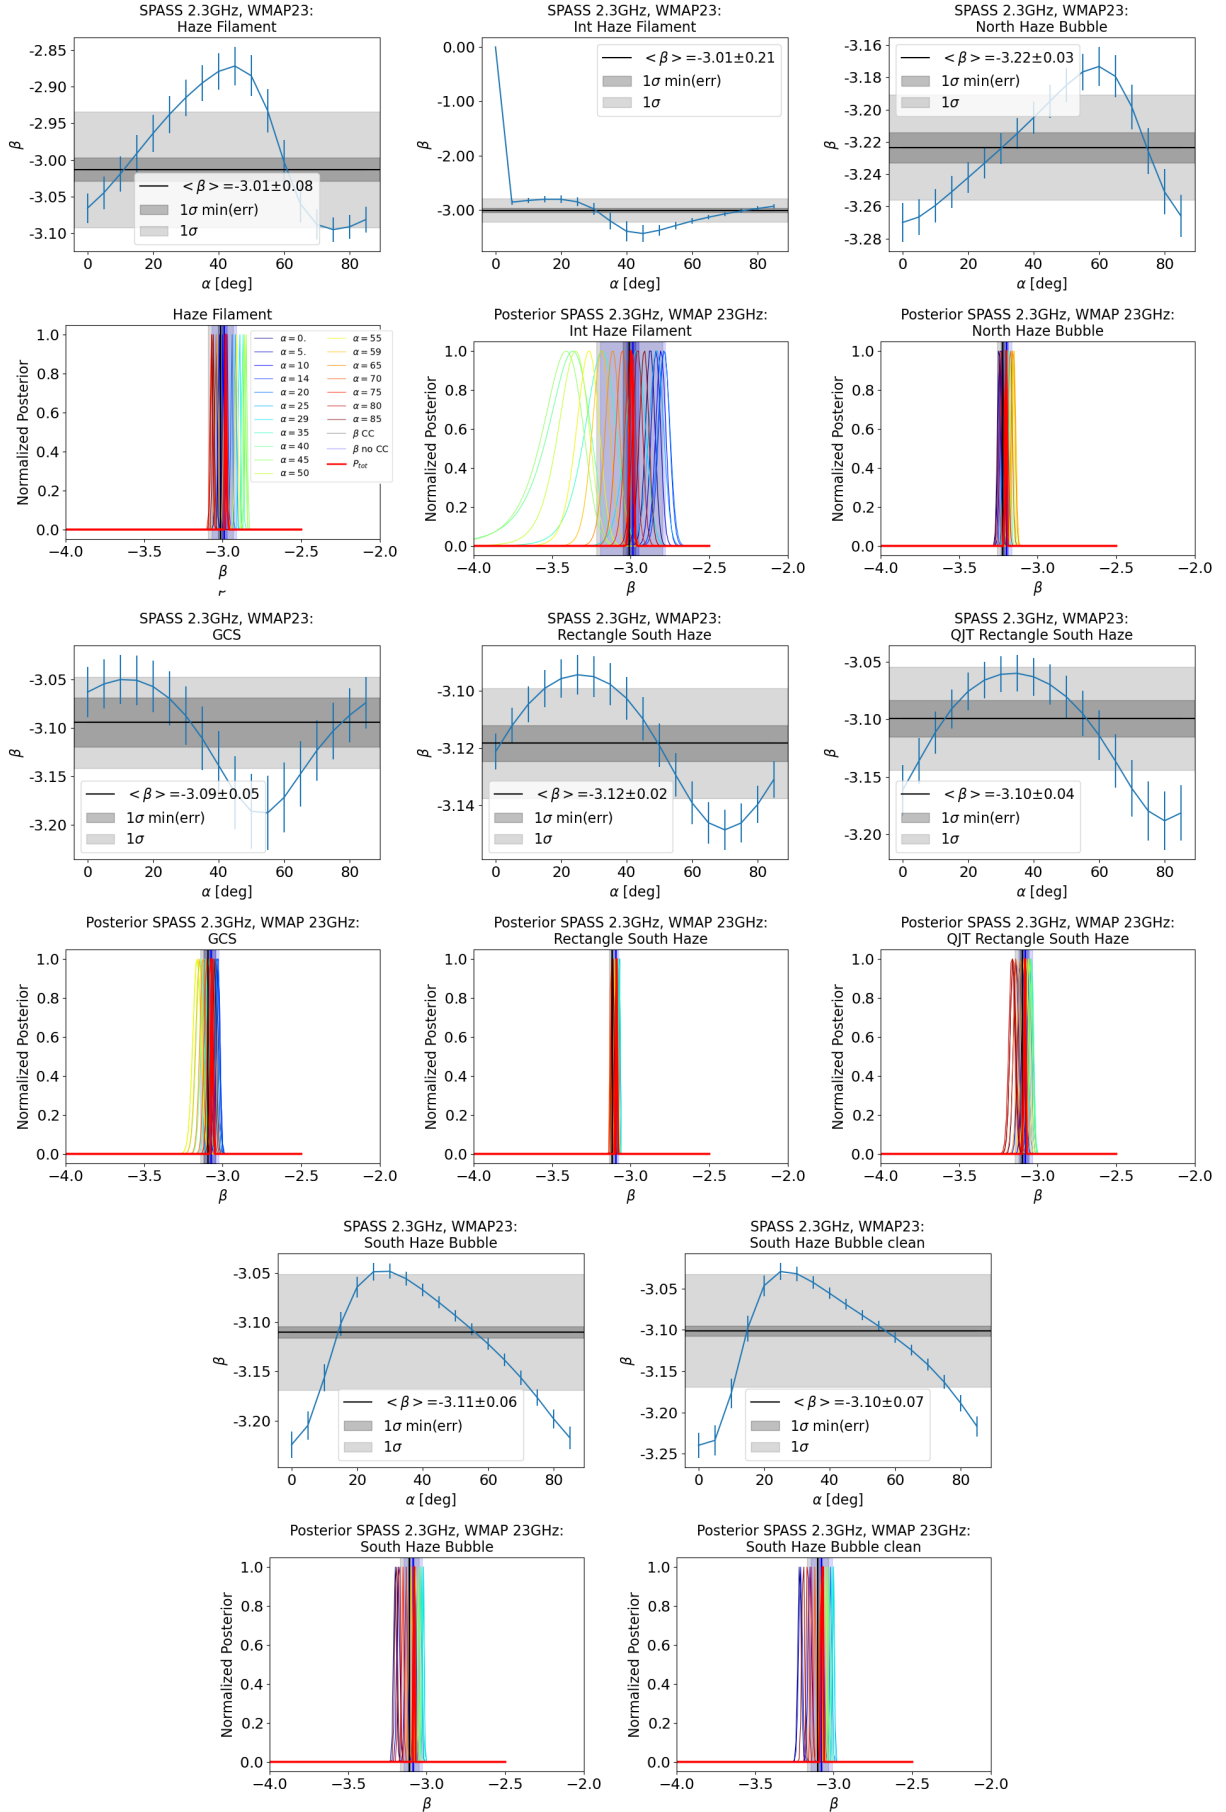 SPASS 2.3GHz, WMAP23:
Haze Filament
-2.85
-2.90
-2.95
-3.00
-3.05
-3.10
β
<β>=-3.01±0.08
1σ min(err)
1σ
0 20 40 60 80
α [deg]
SPASS 2.3GHz, WMAP23:
Int Haze Filament
0.00
-1.00
-2.00
-3.00
β
<β>=-3.01±0.21
1σ min(err)
1σ
0 20 40 60 80
α [deg]
SPASS 2.3GHz, WMAP23:
North Haze Bubble
-3.16
-3.18
-3.20
-3.22
-3.24
-3.26
-3.28
β
<β>=-3.22±0.03
1σ min(err)
1σ
0 20 40 60 80
α [deg]
Haze Filament
1.0
0.8
0.6
0.4
0.2
0.0
Normalized Posterior
α=0.
α=5.
α=10
α=14
α=20
α=25
α=29
α=35
α=40
α=45
α=50
α=55
α=59
α=65
α=70
α=75
α=80
α=85
β CC
β no CC
Ptot
−4.0 −3.5 −3.0 −2.5 −2.0
β
Posterior SPASS 2.3GHz, WMAP 23GHz:
Int Haze Filament
1.0
0.8
0.6
0.4
0.2
0.0
Normalized Posterior
−4.0 −3.5 −3.0 −2.5 −2.0
β
Posterior SPASS 2.3GHz, WMAP 23GHz:
North Haze Bubble
1.0
0.8
0.6
0.4
0.2
0.0
Normalized Posterior
−4.0 −3.5 −3.0 −2.5 −2.0
β
SPASS 2.3GHz, WMAP23:
GCS
-3.05
-3.10
-3.15
-3.20
β
<β>=-3.09±0.05
1σ min(err)
1σ
0 20 40 60 80
α [deg]
SPASS 2.3GHz, WMAP23:
Rectangle South Haze
-3.10
-3.12
-3.14
β
<β>=-3.12±0.02
1σ min(err)
1σ
0 20 40 60 80
α [deg]
SPASS 2.3GHz, WMAP23:
QJT Rectangle South Haze
-3.05
-3.10
-3.15
-3.20
β
<β>=-3.10±0.04
1σ min(err)
1σ
0 20 40 60 80
α [deg]
Posterior SPASS 2.3GHz, WMAP 23GHz:
GCS
1.0
0.8
0.6
0.4
0.2
0.0
Normalized Posterior
−4.0 −3.5 −3.0 −2.5 −2.0
β
Posterior SPASS 2.3GHz, WMAP 23GHz:
Rectangle South Haze
1.0
0.8
0.6
0.4
0.2
0.0
Normalized Posterior
−4.0 −3.5 −3.0 −2.5 −2.0
β
Posterior SPASS 2.3GHz, WMAP 23GHz:
QJT Rectangle South Haze
1.0
0.8
0.6
0.4
0.2
0.0
Normalized Posterior
−4.0 −3.5 −3.0 −2.5 −2.0
β
SPASS 2.3GHz, WMAP23:
South Haze Bubble
-3.05
-3.10
-3.15
-3.20
β
<β>=-3.11±0.06
1σ min(err)
1σ
0 20 40 60 80
α [deg]
SPASS 2.3GHz, WMAP23:
South Haze Bubble clean
-3.05
-3.10
-3.15
-3.20
-3.25
β
<β>=-3.10±0.07
1σ min(err)
1σ
0 20 40 60 80
α [deg]
Posterior SPASS 2.3GHz, WMAP 23GHz:
South Haze Bubble
1.0
0.8
0.6
0.4
0.2
0.0
Normalized Posterior
−4.0 −3.5 −3.0 −2.5 −2.0
β
Posterior SPASS 2.3GHz, WMAP 23GHz:
South Haze Bubble clean
1.0
0.8
0.6
0.4
0.2
0.0
Normalized Posterior
−4.0 −3.5 −3.0 −2.5 −2.0
β